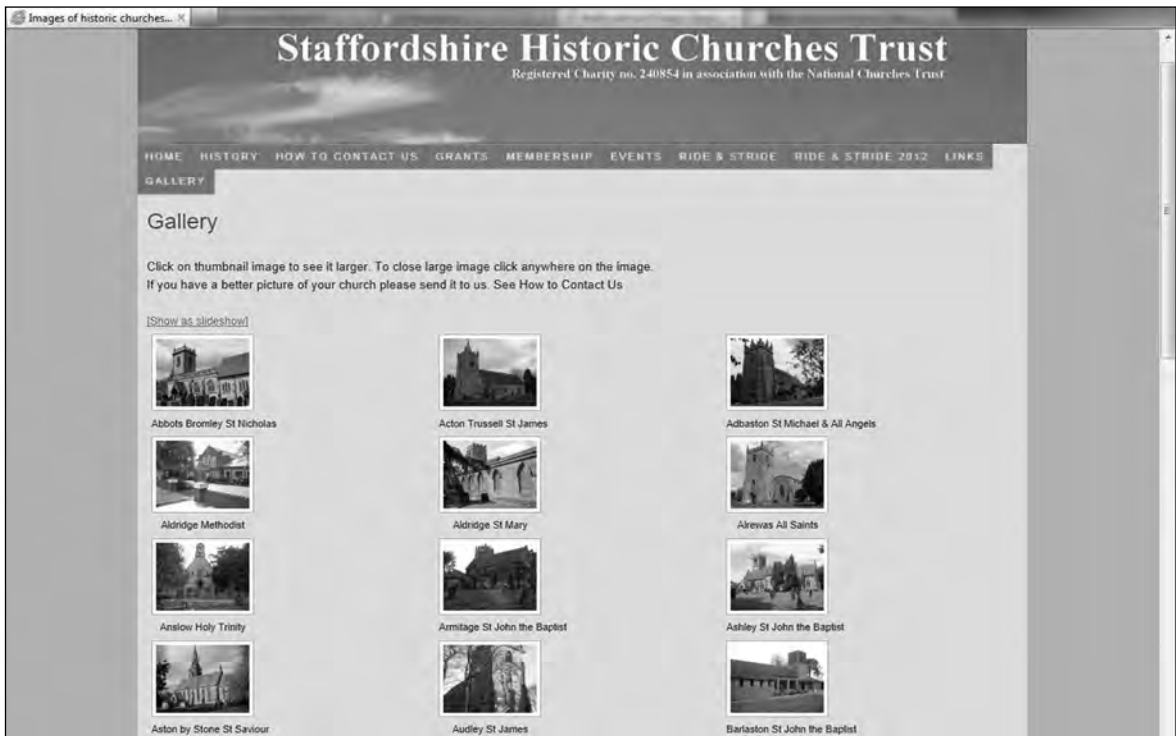 Images of historic churches...
Staffordshire Historic Churches Trust
Registered Charity no. 240854 in association with the National Churches Trust
HOME HISTORY HOW TO CONTACT US GRANTS MEMBERSHIP EVENTS RIDE & STRIDE RIDE & STRIDE 2012 LINKS
GALLERY
Gallery
Click on thumbnail image to see it larger. To close large image click anywhere on the image.
If you have a better picture of your church please send it to us. See How to Contact Us
[Show as slideshow]
Abbots Bromley St Nicholas
Acton Trussell St James
Adbaston St Michael & All Angels
Aldridge Methodist
Aldridge St Mary
Alrewas All Saints
Anslow Holy Trinity
Armitage St John the Baptist
Ashley St John the Baptist
Aston by Stone St Saviour
Audley St James
Barlaston St John the Baptist